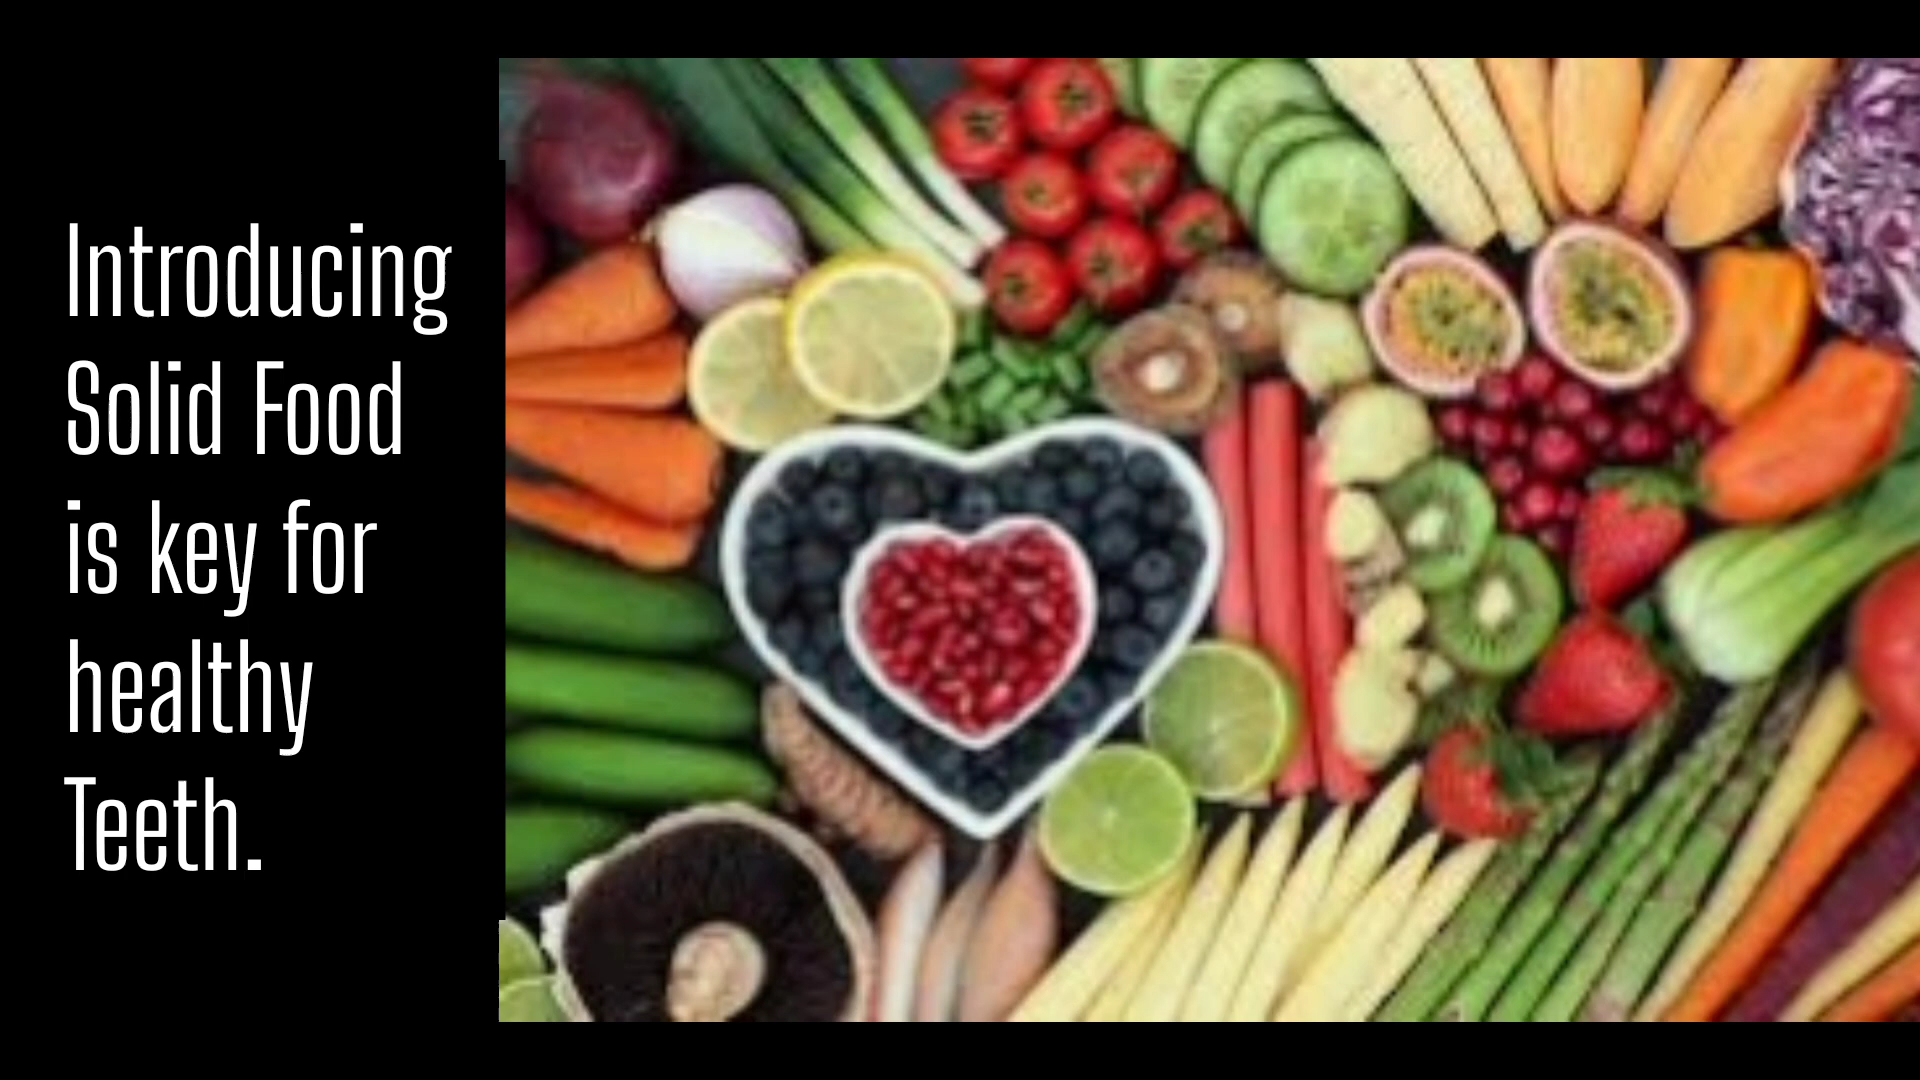 Introducing
Solid Food
is key for
healthy
Teeth.